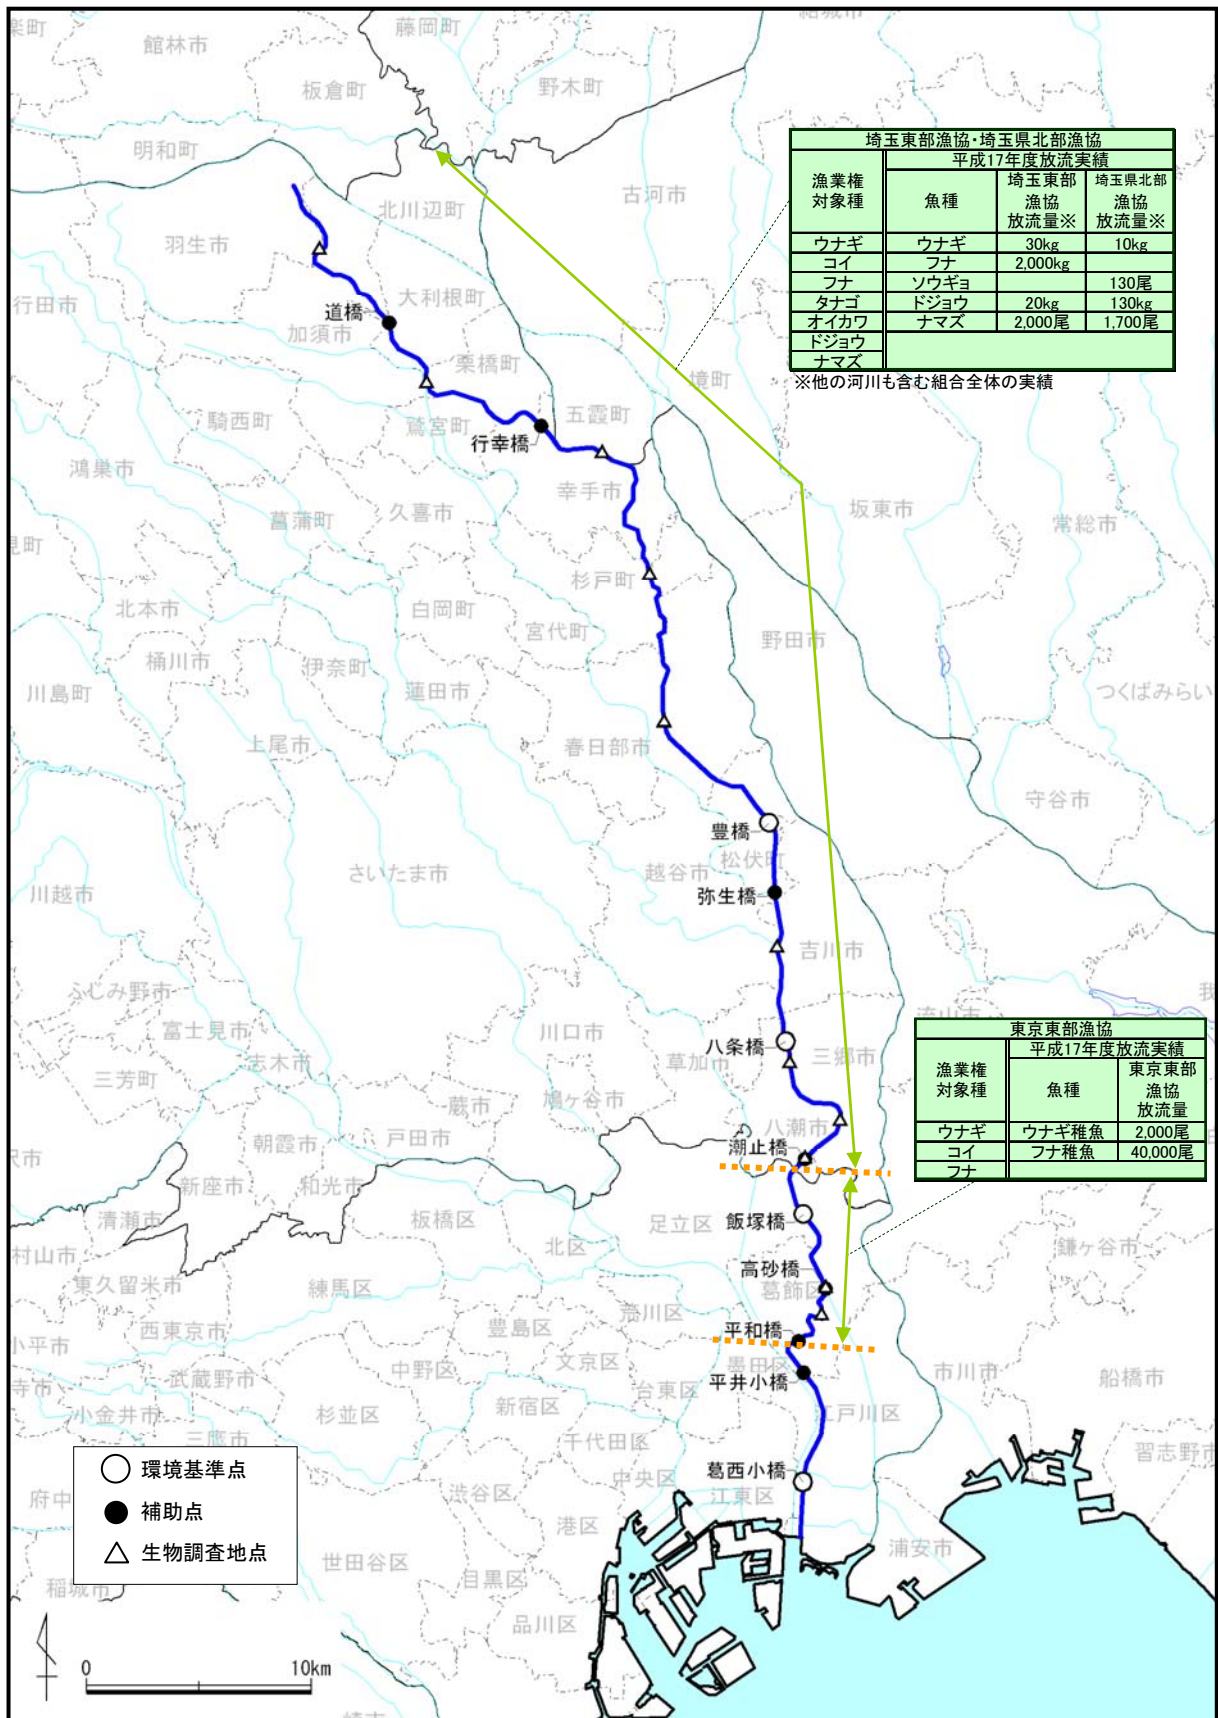 楽町
館林市
藤岡町
結城市
板倉町
野木町
明和町
古河市
北川辺町
羽生市
大利根町
行田市
道橋
加須市
栗橋町
境町
騎西町
鷲宮町
五霞町
行幸橋
鴻巣市
幸手市
菖蒲町
久喜市
坂東市
常総市
見町
杉戸町
北本市
白岡町
宮代町
野田市
桶川市
伊奈町
川島町
蓮田市
つくばみらい
上尾市
春日部市
守谷市
豊橋
松伏町
さいたま市
越谷市
川越市
弥生橋
吉川市
ふじみ野市
我
富士見市
川口市
流山市
八条橋
三郷市
志木市
草加市
三芳町
蕨市
鳩ヶ谷市
八潮市
朝霞市
戸田市
潮止橋
沢市
新座市
和光市
清瀬市
板橋区
足立区
飯塚橋
村山市
北区
鎌ヶ谷市
東久留米市
練馬区
高砂橋
葛飾区
荒川区
小平市
西東京市
豊島区
平和橋
寺市
武蔵野市
中野区
文京区
墨田区
市川市
船橋市
台東区
平井小橋
小金井市
杉並区
新宿区
江戸川区
三鷹市
千代田区
習志野市
府中
中央区
葛西小橋
渋谷区
江東区
港区
浦安市
世田谷区
目黒区
稲城市
品川区
埼玉東部漁協・埼玉県北部漁協
漁業権
対象種
平成17年度放流実績
魚種
埼玉東部
漁協
放流量※
埼玉県北部
漁協
放流量※
ウナギ ウナギ 30kg 10kg
コイ フナ 2,000kg
フナ ソウギョ 130尾
タナゴ ドジョウ 20kg 130kg
オイカワ ナマズ 2,000尾 1,700尾
ドジョウ
ナマズ
※他の河川も含む組合全体の実績
東京東部漁協
漁業権
対象種
平成17年度放流実績
魚種
東京東部
漁協
放流量
ウナギ ウナギ稚魚 2,000尾
コイ フナ稚魚 40,000尾
フナ
環境基準点
補助点
生物調査地点
0 10km